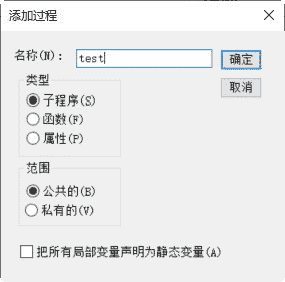 添加过程
名称(N): test 确定
取消
类型
子程序(S)
函数(F)
属性(P)
范围
公共的(B)
私有的(V)
把所有局部变量声明为静态变量(A)